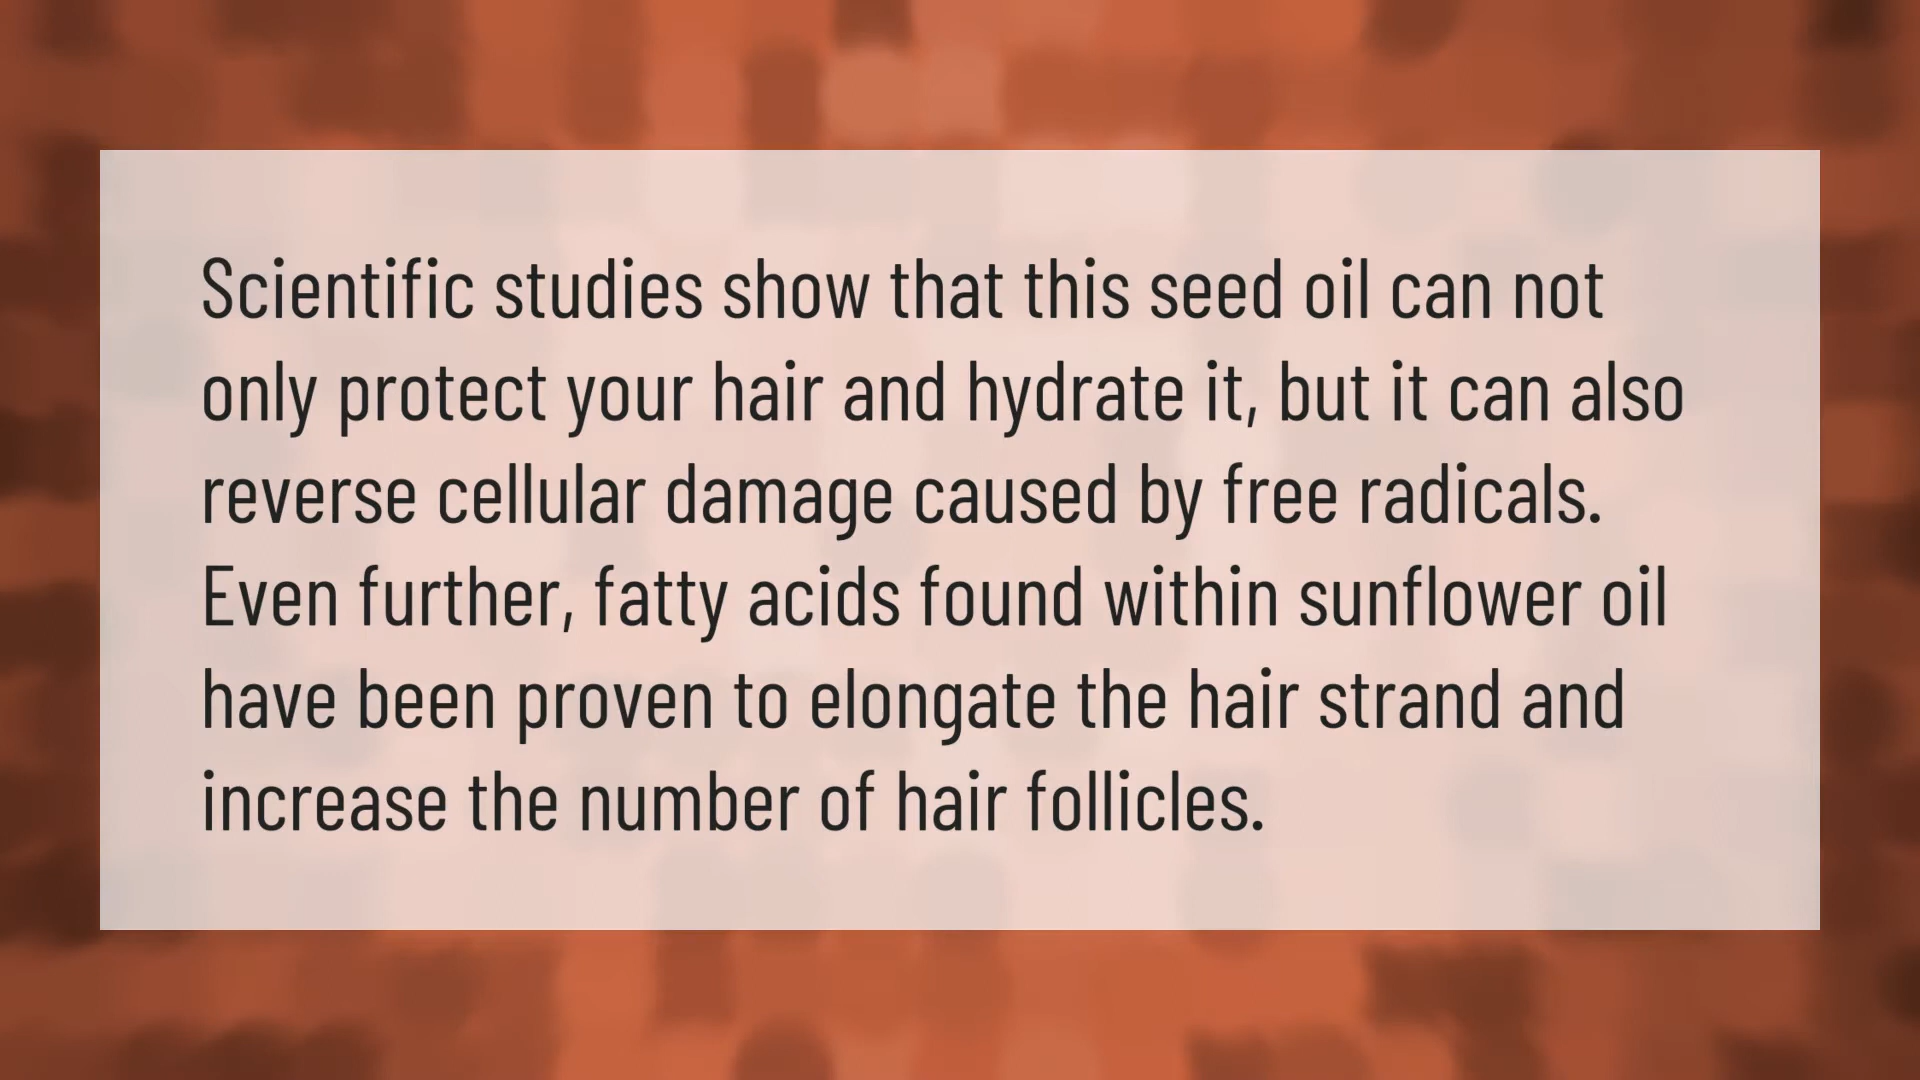 Scientific studies show that this seed oil can not
only protect your hair and hydrate it, but it can also
reverse cellular damage caused by free radicals.
Even further, fatty acids found within sunflower oil
have been proven to elongate the hair strand and
increase the number of hair follicles.